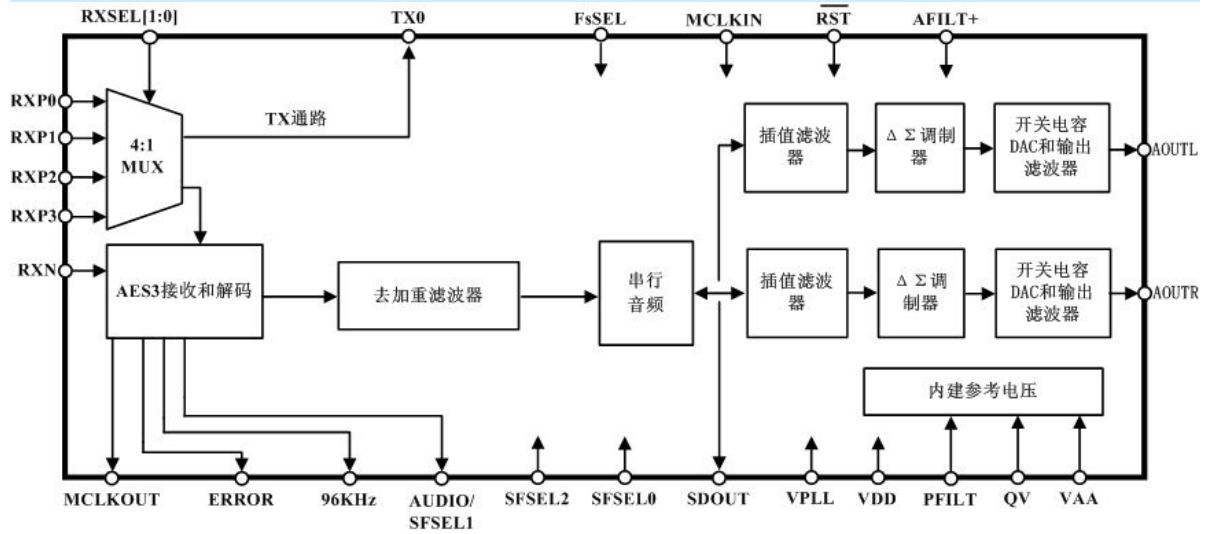 RXSEL[1:0]
TX0
FsSEL
MCLKIN
RST
AFILT+
RXP0
RXP1
RXP2
RXP3
RXN
4:1
MUX
TX通路
插值滤波
器
ΔΣ调制
器
开关电容
DAC和输出
滤波器
AOUTL
AES3接收和解码
去加重滤波器
串行
音频
插值滤波
器
ΔΣ调
制器
开关电容
DAC和输出
滤波器
AOUTR
内建参考电压
MCLKOUT
ERROR
96KHz
AUDIO/
SFSEL1
SFSEL2
SFSEL0
SDOUT
VPLL
VDD
PFILT
QV
VAA